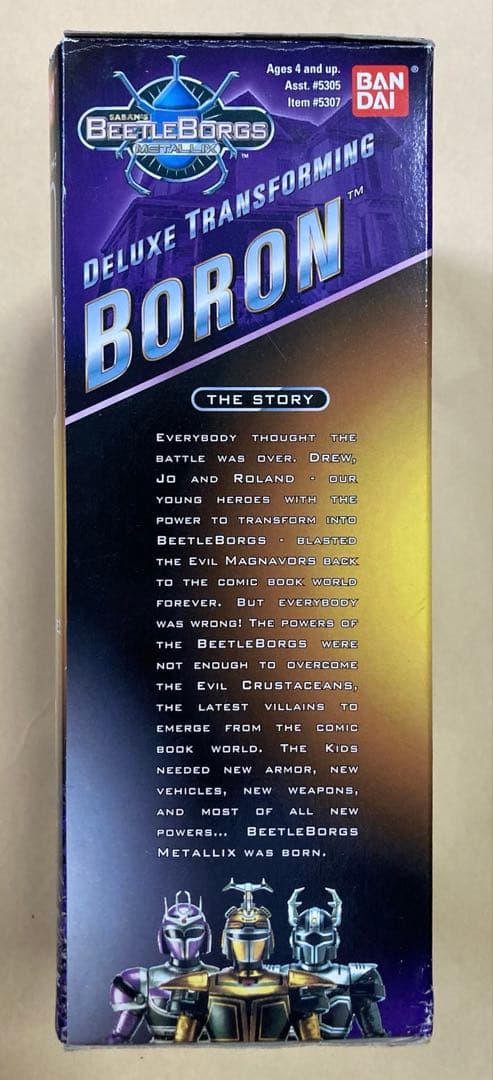 Ages 4 and up.
Asst. #5305
Item #5307
BAN
DAI
®
SABAN'S
BEETLEBORGS
METALLIX
™
DELUXE TRANSFORMING
BORON™
THE STORY
EVERYBODY THOUGHT THE
BATTLE WAS OVER. DREW,
JO AND ROLAND - OUR
YOUNG HEROES WITH THE
POWER TO TRANSFORM INTO
BEETLEBORGS - BLASTED
THE EVIL MAGNAVORS BACK
TO THE COMIC BOOK WORLD
FOREVER. BUT EVERYBODY
WAS WRONG! THE POWERS OF
THE BEETLEBORGS WERE
NOT ENOUGH TO OVERCOME
THE EVIL CRUSTACEANS,
THE LATEST VILLAINS TO
EMERGE FROM THE COMIC
BOOK WORLD. THE KIDS
NEEDED NEW ARMOR, NEW
VEHICLES, NEW WEAPONS,
AND MOST OF ALL NEW
POWERS... BEETLEBORGS
METALLIX WAS BORN.